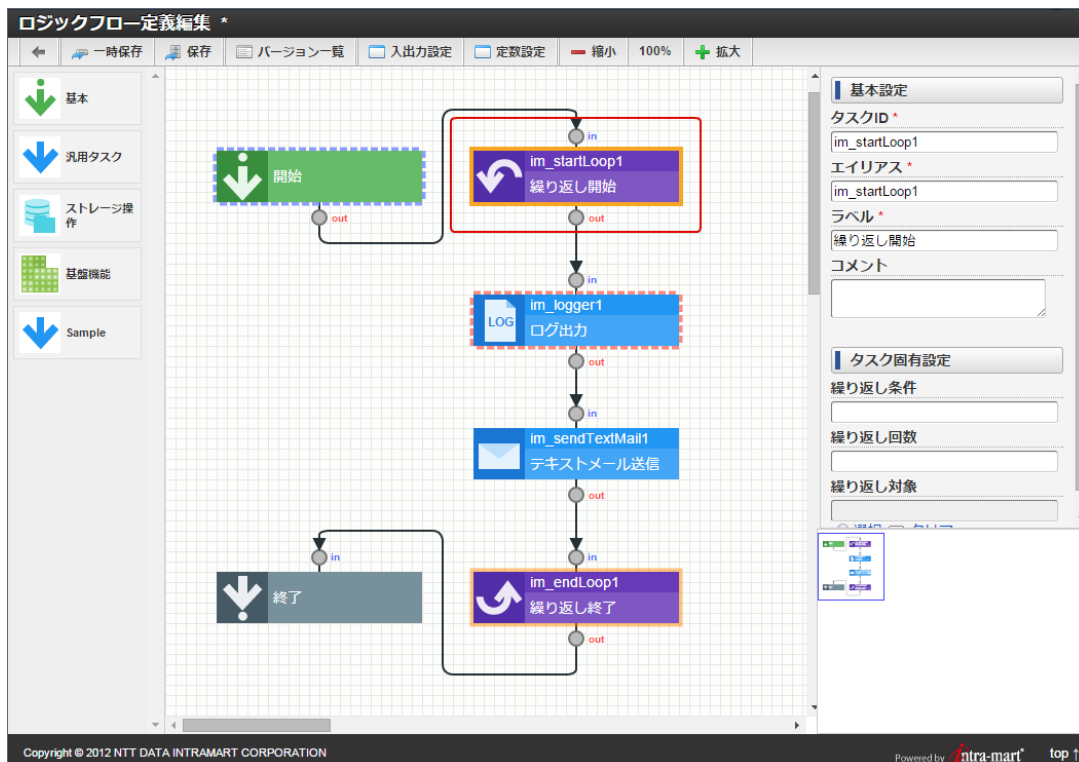 ロジックフロー定義編集 *
一時保存 保存 バージョン一覧 入出力設定 定数設定 縮小 100% 拡大
基本
汎用タスク
ストレージ操
作
基盤機能
Sample
in
開始
im_startLoop1
繰り返し開始
out
out
in
im_logger1
LOG
ログ出力
out
in
im_sendTextMail1
テキストメール送信
out
in
in
終了
im_endLoop1
繰り返し終了
out
基本設定
タスクID *
im_startLoop1
エイリアス *
im_startLoop1
ラベル *
繰り返し開始
コメント
タスク固有設定
繰り返し条件
繰り返し回数
繰り返し対象
選択 クリア
Copyright © 2012 NTT DATA INTRAMART CORPORATION
Powered by intra-mart
top ↑